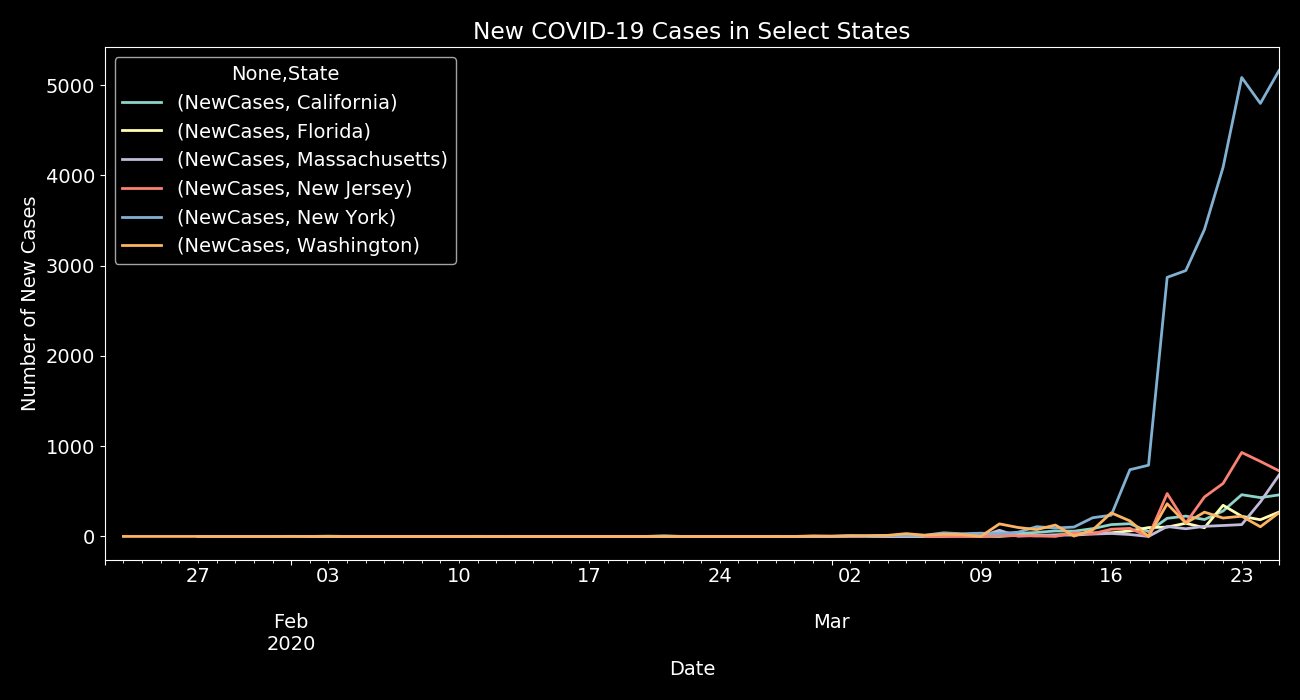 New COVID-19 Cases in Select States
None,State
(NewCases, California)
(NewCases, Florida)
(NewCases, Massachusetts)
(NewCases, New Jersey)
(NewCases, New York)
(NewCases, Washington)
Number of New Cases
5000
4000
3000
2000
1000
0
27 03 10 17 24 02 09 16 23
Feb Mar
2020
Date